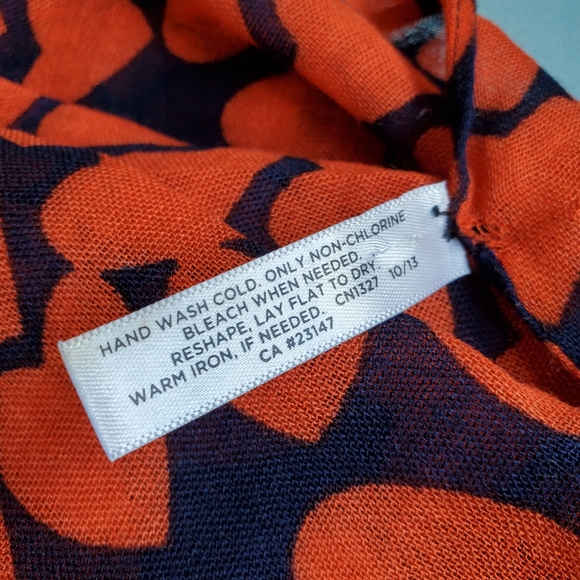 HAND WASH COLD. ONLY NON-CHLORINE
BLEACH WHEN NEEDED.
RESHAPE, LAY FLAT TO DRY.
WARM IRON, IF NEEDED. CN1327 10/13
CA #23147